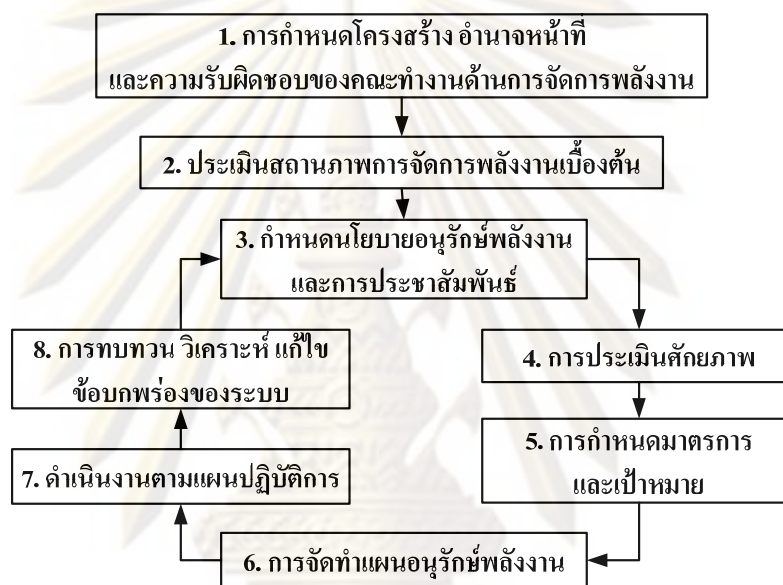 1. การกำหนดโครงสร้าง อำนาจหน้าที่
และความรับผิดชอบของคณะทำงานด้านการจัดการพลังงาน
2. ประเมินสถานภาพการจัดการพลังงานเบื้องต้น
3. กำหนดนโยบายอนุรักษ์พลังงาน
และการประชาสัมพันธ์
4. การประเมินศักยภาพ
5. การกำหนดมาตรการ
และเป้าหมาย
6. การจัดทำแผนอนุรักษ์พลังงาน
7. ดำเนินงานตามแผนปฏิบัติการ
8. การทบทวน วิเคราะห์ แก้ไข
ข้อบกพร่องของระบบ